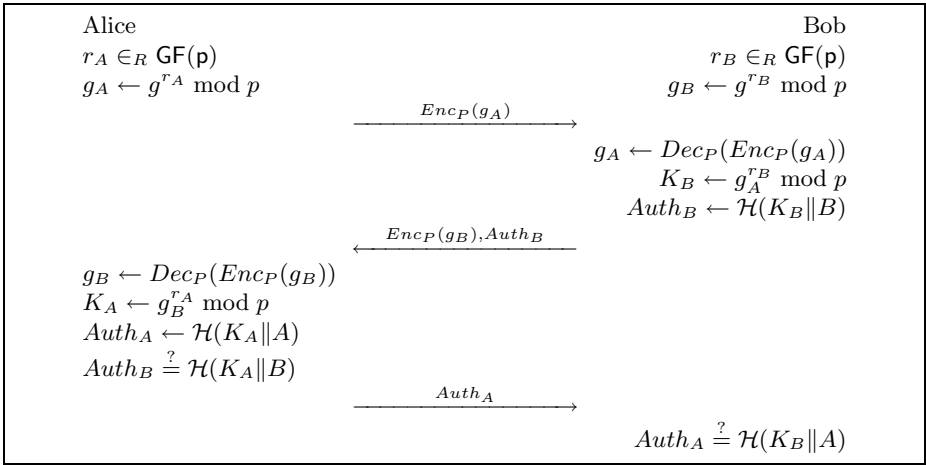 Alice Bob
r_A ∈_R GF(p) r_B ∈_R GF(p)
g_A ← g^{r_A} mod p g_B ← g^{r_B} mod p
Enc_P(g_A)
g_A ← Dec_P(Enc_P(g_A))
K_B ← g_A^{r_B} mod p
Auth_B ← ℋ(K_B‖B)
Enc_P(g_B),Auth_B
g_B ← Dec_P(Enc_P(g_B))
K_A ← g_B^{r_A} mod p
Auth_A ← ℋ(K_A‖A)
Auth_B ≟ ℋ(K_A‖B)
Auth_A
Auth_A ≟ ℋ(K_B‖A)